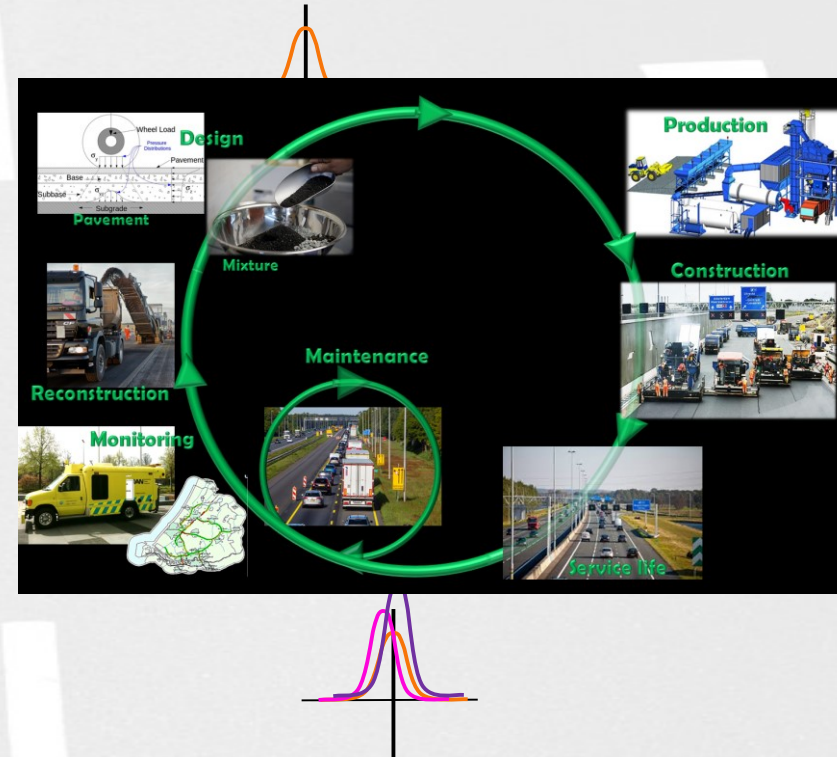 Wheel Load
Pressure
Distributions
Design
Pavement
Base
Subbase
Subgrade
Pavement
Mixture
Production
Construction
Reconstruction
Maintenance
Monitoring
Service life